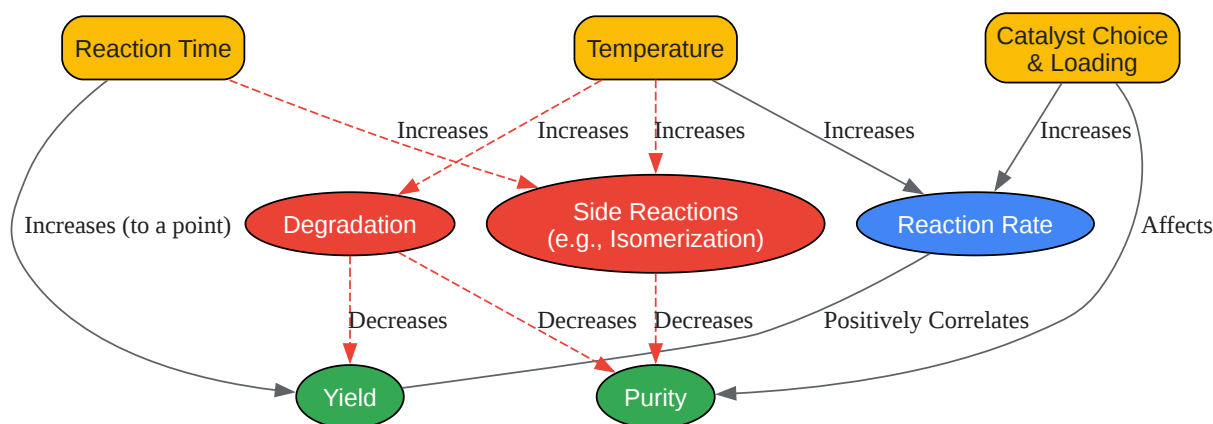 Reaction Time
Temperature
Catalyst Choice
& Loading
Increases
Increases
Increases
Increases
Increases
Increases (to a point)
Degradation
Side Reactions
(e.g., Isomerization)
Reaction Rate
Affects
Decreases
Decreases
Decreases
Positively Correlates
Yield
Purity